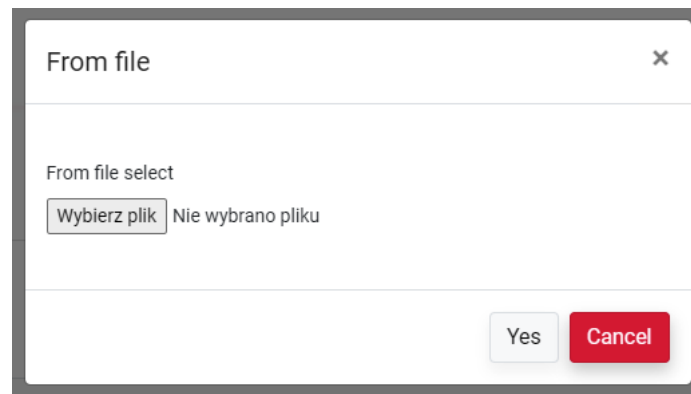 From file ×
From file select
Wybierz plik Nie wybrano pliku
Yes Cancel